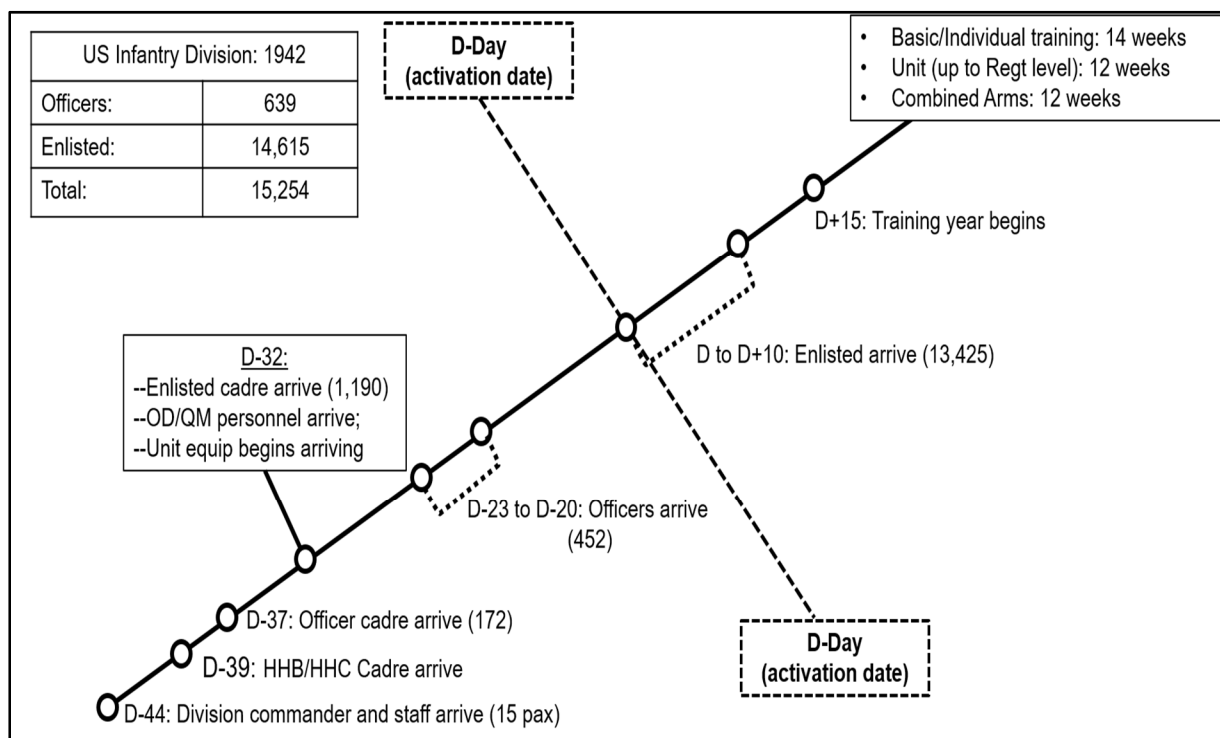 US Infantry Division: 1942
Officers: 639
Enlisted: 14,615
Total: 15,254
D-Day
(activation date)
• Basic/Individual training: 14 weeks
• Unit (up to Regt level): 12 weeks
• Combined Arms: 12 weeks
D+15: Training year begins
D to D+10: Enlisted arrive (13,425)
D-32:
--Enlisted cadre arrive (1,190)
--OD/QM personnel arrive;
--Unit equip begins arriving
D-23 to D-20: Officers arrive
(452)
D-37: Officer cadre arrive (172)
D-39: HHB/HHC Cadre arrive
D-44: Division commander and staff arrive (15 pax)
D-Day
(activation date)